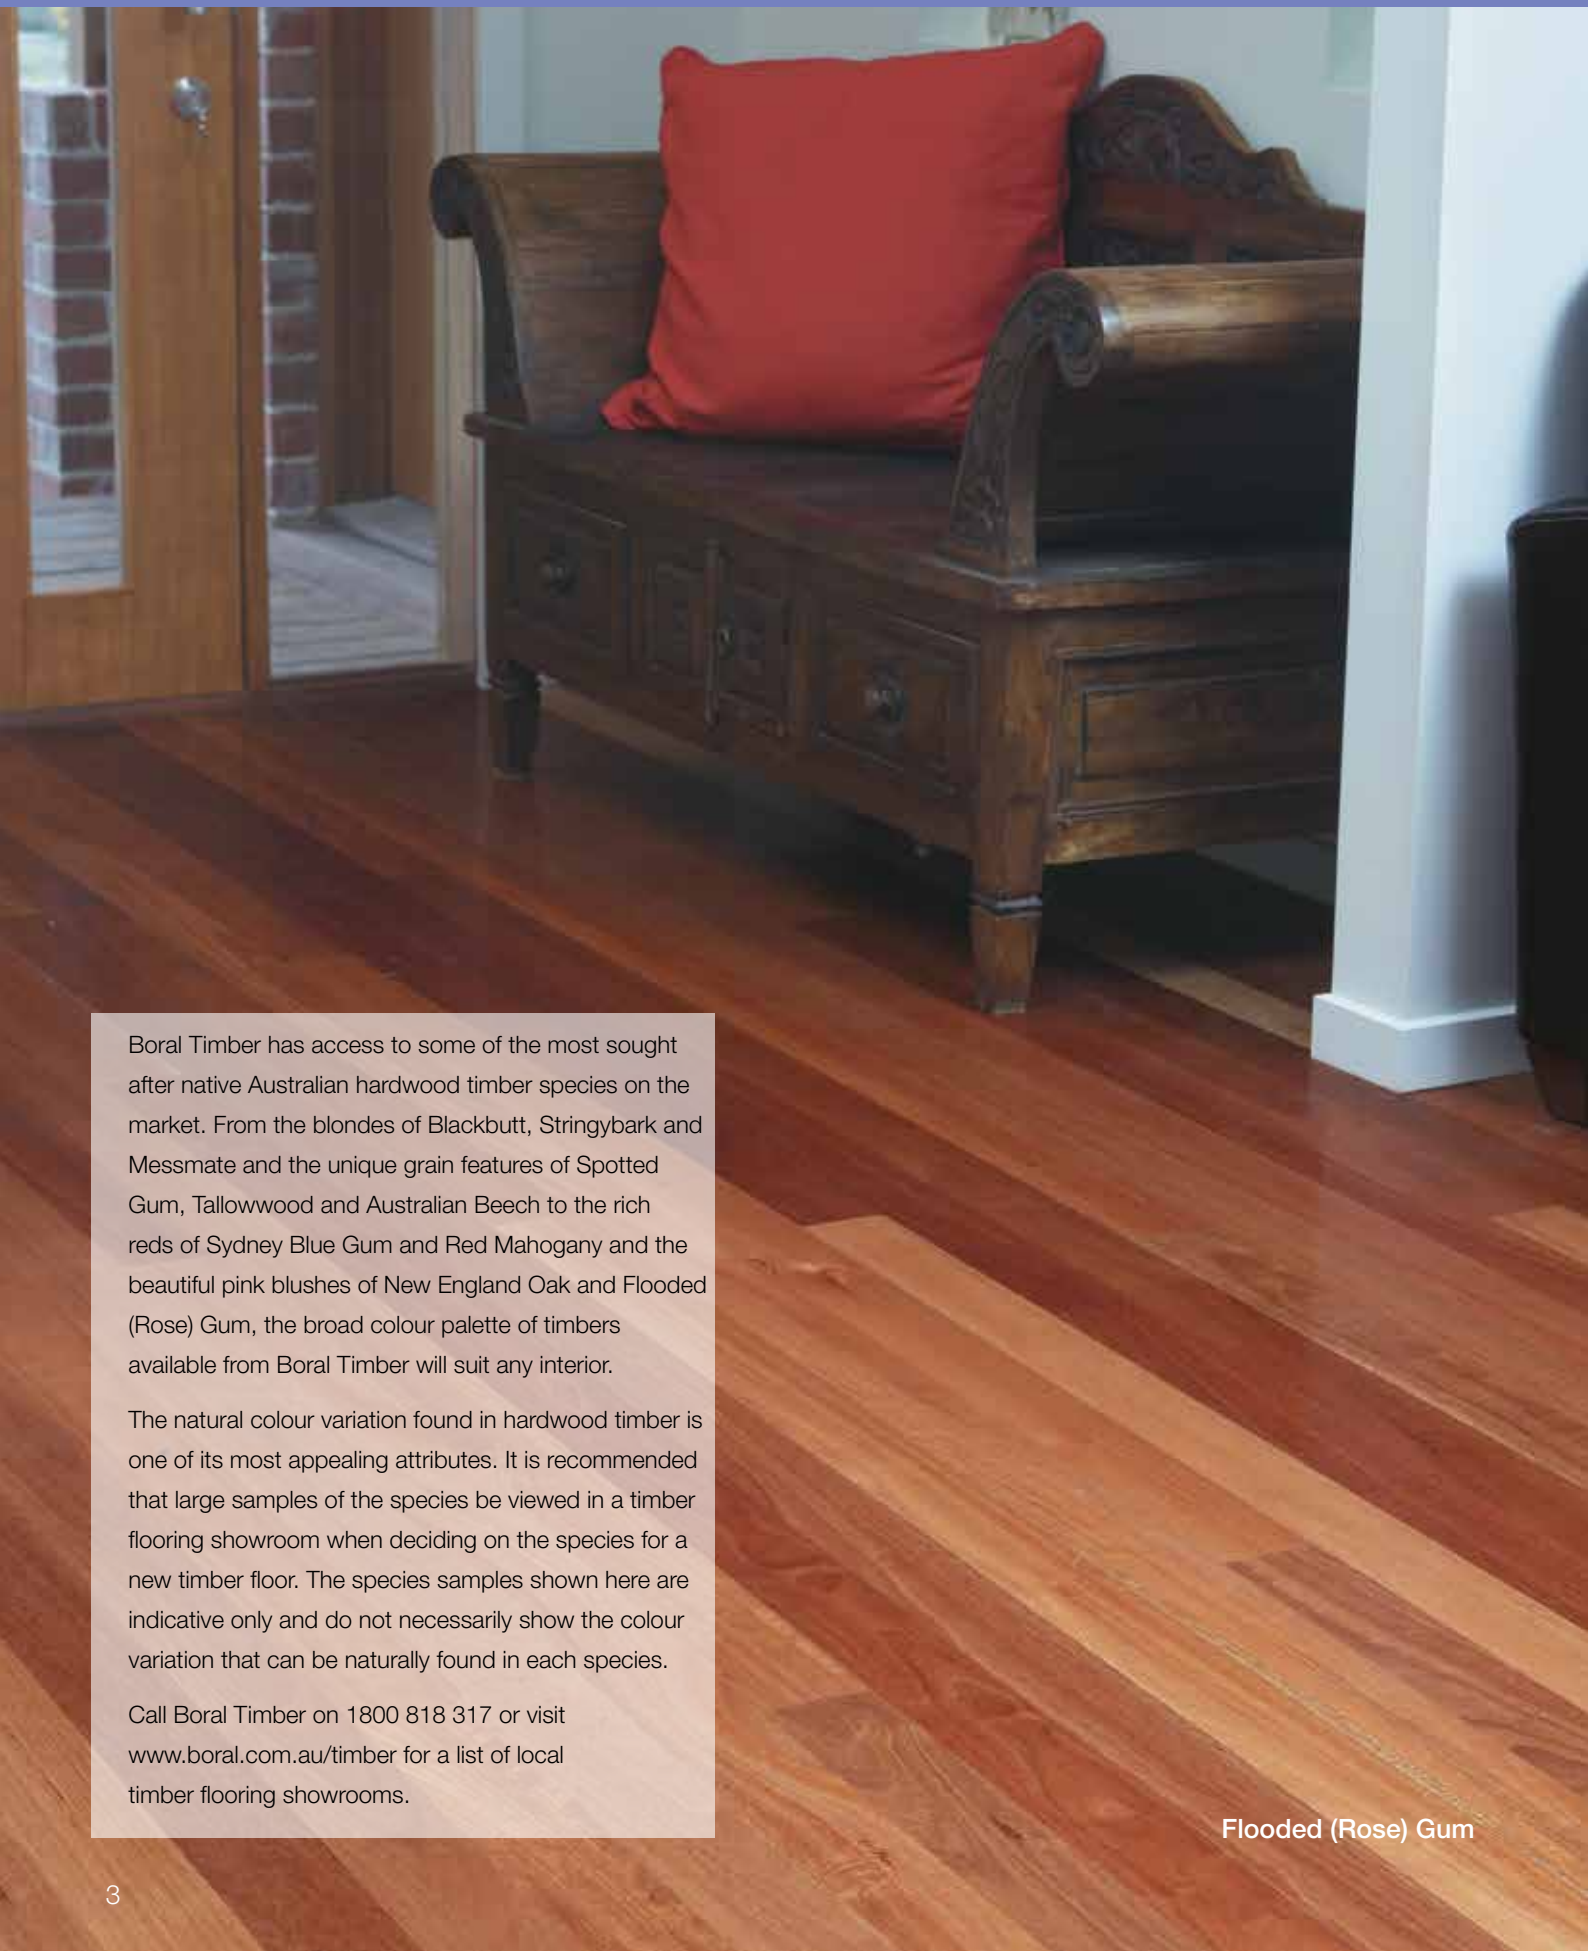 Boral Timber has access to some of the most sought
after native Australian hardwood timber species on the
market. From the blondes of Blackbutt, Stringybark and
Messmate and the unique grain features of Spotted
Gum, Tallowwood and Australian Beech to the rich
reds of Sydney Blue Gum and Red Mahogany and the
beautiful pink blushes of New England Oak and Flooded
(Rose) Gum, the broad colour palette of timbers
available from Boral Timber will suit any interior.
The natural colour variation found in hardwood timber is
one of its most appealing attributes. It is recommended
that large samples of the species be viewed in a timber
flooring showroom when deciding on the species for a
new timber floor. The species samples shown here are
indicative only and do not necessarily show the colour
variation that can be naturally found in each species.
Call Boral Timber on 1800 818 317 or visit
www.boral.com.au/timber for a list of local
timber flooring showrooms.
Flooded (Rose) Gum
3